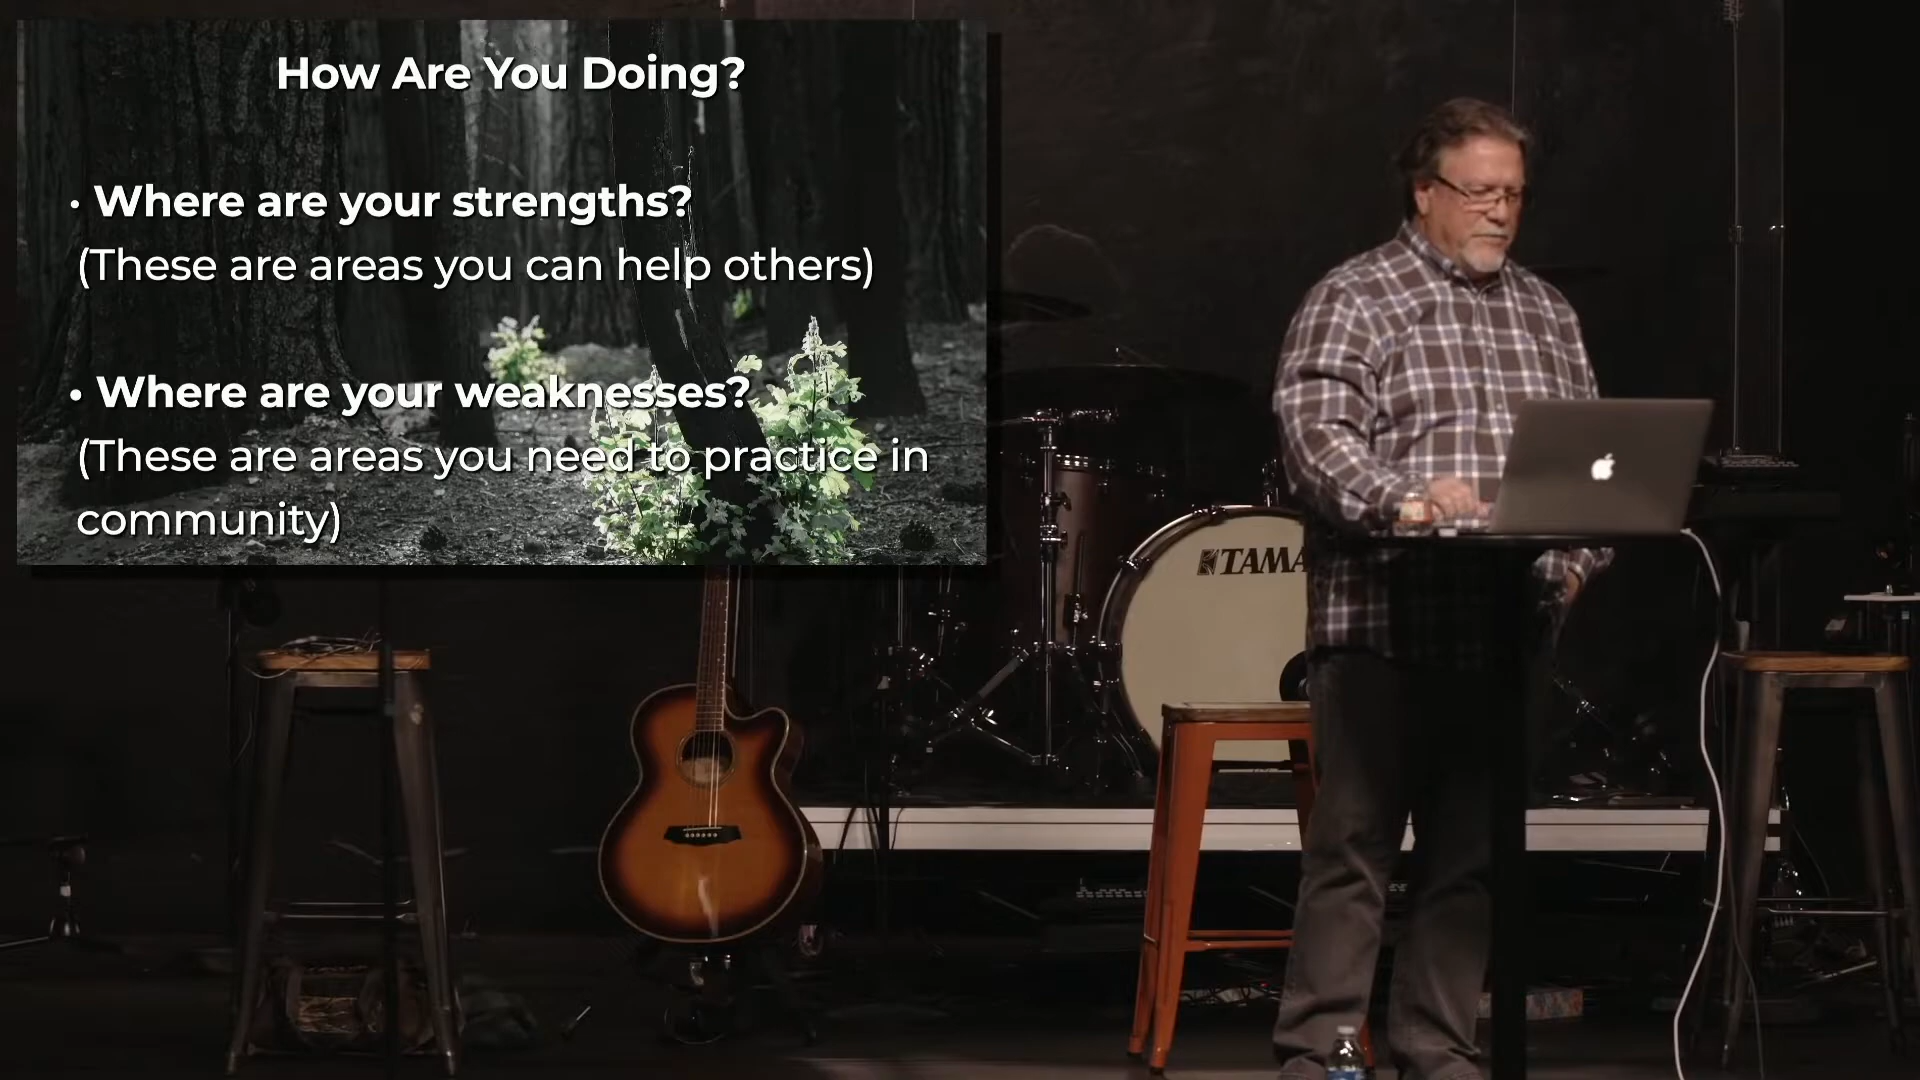 How Are You Doing?
• Where are your strengths?
(These are areas you can help others)
• Where are your weaknesses?
(These are areas you need to practice in
community)
TAMA